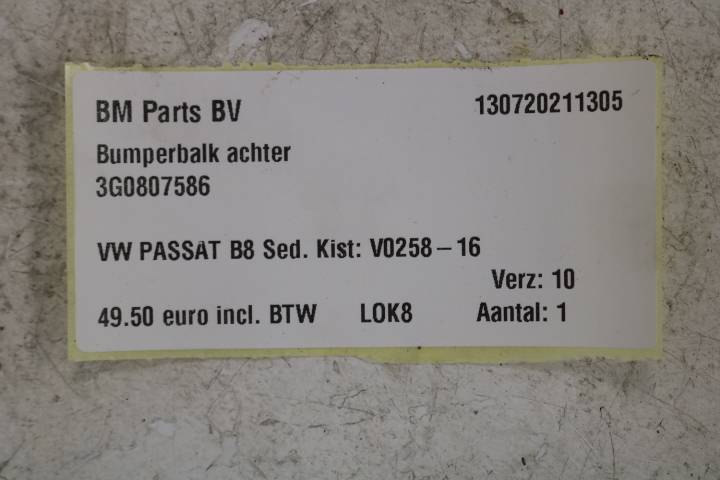 BM Parts BV 130720211305
Bumperbalk achter
3G0807586
VW PASSAT B8 Sed. Kist: V0258-16
Verz: 10
49.50 euro incl. BTW LOK8 Aantal: 1